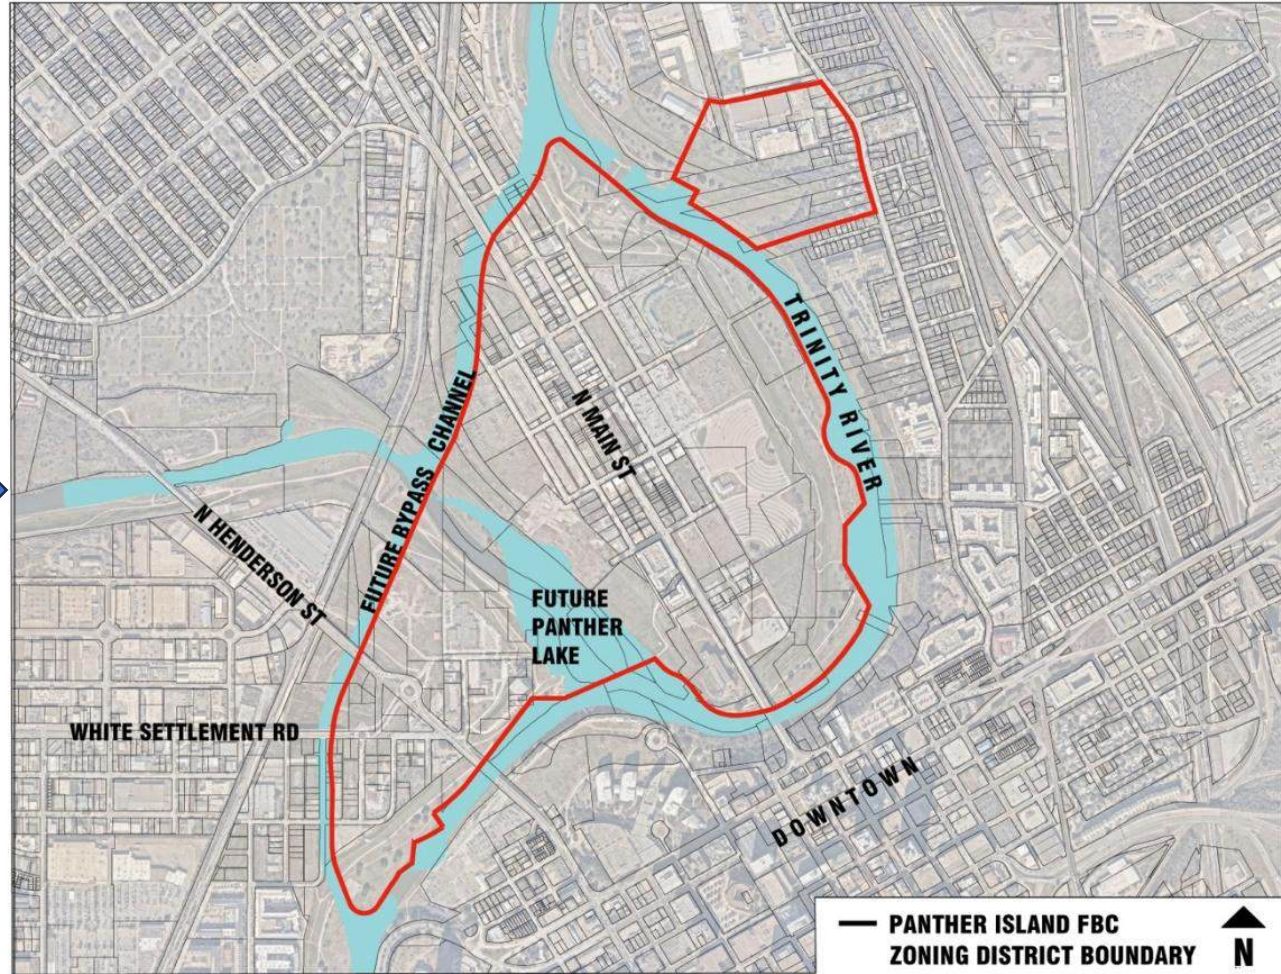 TRINITY RIVER
FUTURE BYPASS CHANNEL
N MAIN ST
N HENDERSON ST
FUTURE
PANTHER
LAKE
WHITE SETTLEMENT RD
DOWNTOWN
PANTHER ISLAND FBC
ZONING DISTRICT BOUNDARY
N